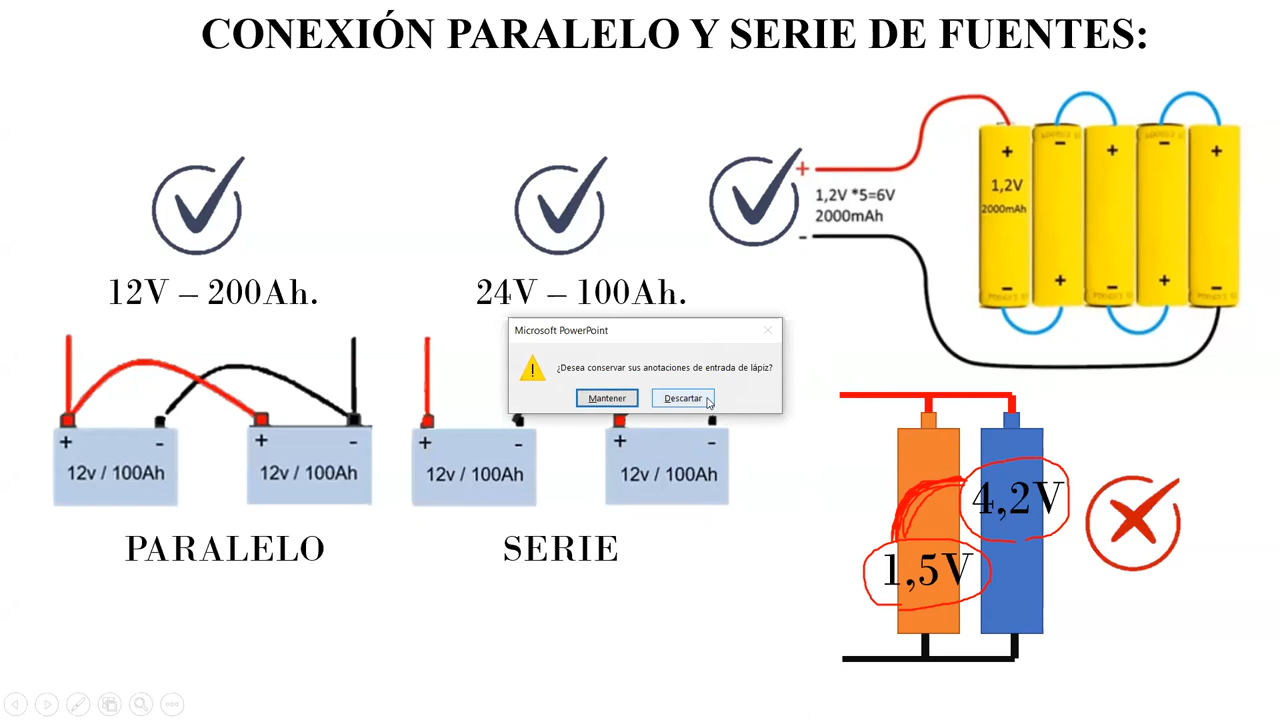 CONEXIÓN PARALELO Y SERIE DE FUENTES:
12V – 200Ah.
24V – 100Ah.
+
1,2V *5=6V
2000mAh
-
+
-
+
-
+
1,2V
2000mAh
-
+
-
+
-
Microsoft PowerPoint
¿Desea conservar sus anotaciones de entrada de lápiz?
Mantener
Descartar
+
-
+
-
+
-
12v / 100Ah
12v / 100Ah
12v / 100Ah
12v / 100Ah
PARALELO
SERIE
4,2V
1,5V